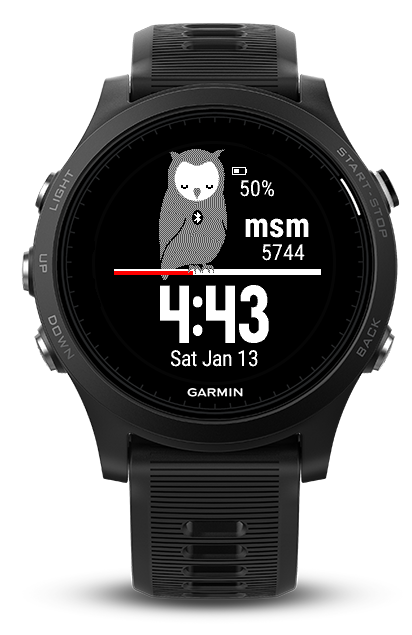 LIGHT
START·STOP
UP
DOWN
BACK
50%
msm
5744
4:43
Sat Jan 13
GARMIN